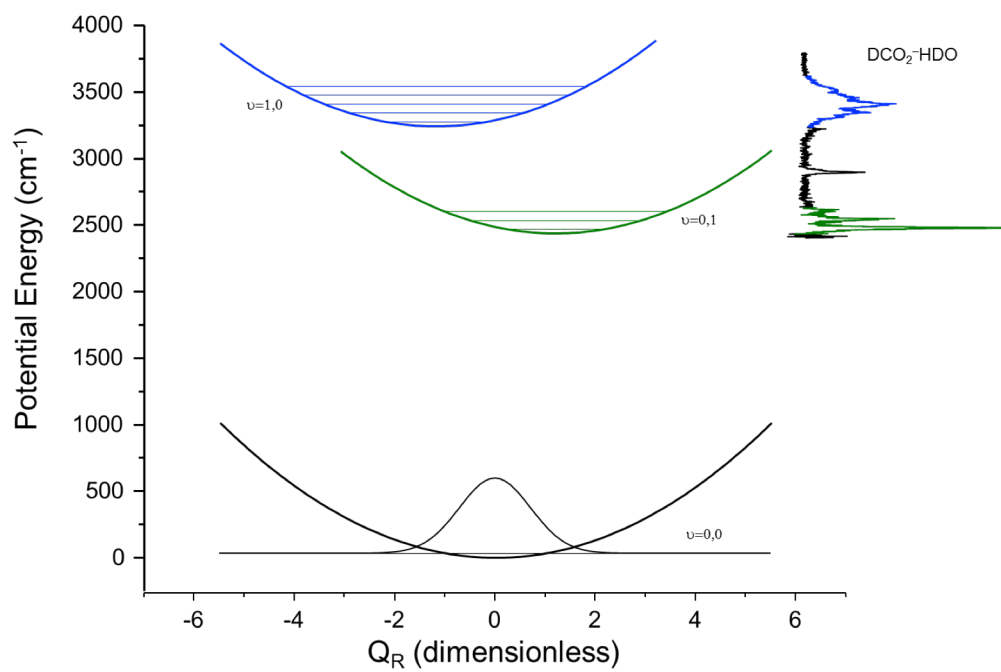 4000
3500
3000
2500
2000
1500
1000
500
0
Potential Energy (cm⁻¹)
υ=1,0
υ=0,1
υ=0,0
DCO₂⁻HDO
-6
-4
-2
0
2
4
6
Q_R (dimensionless)